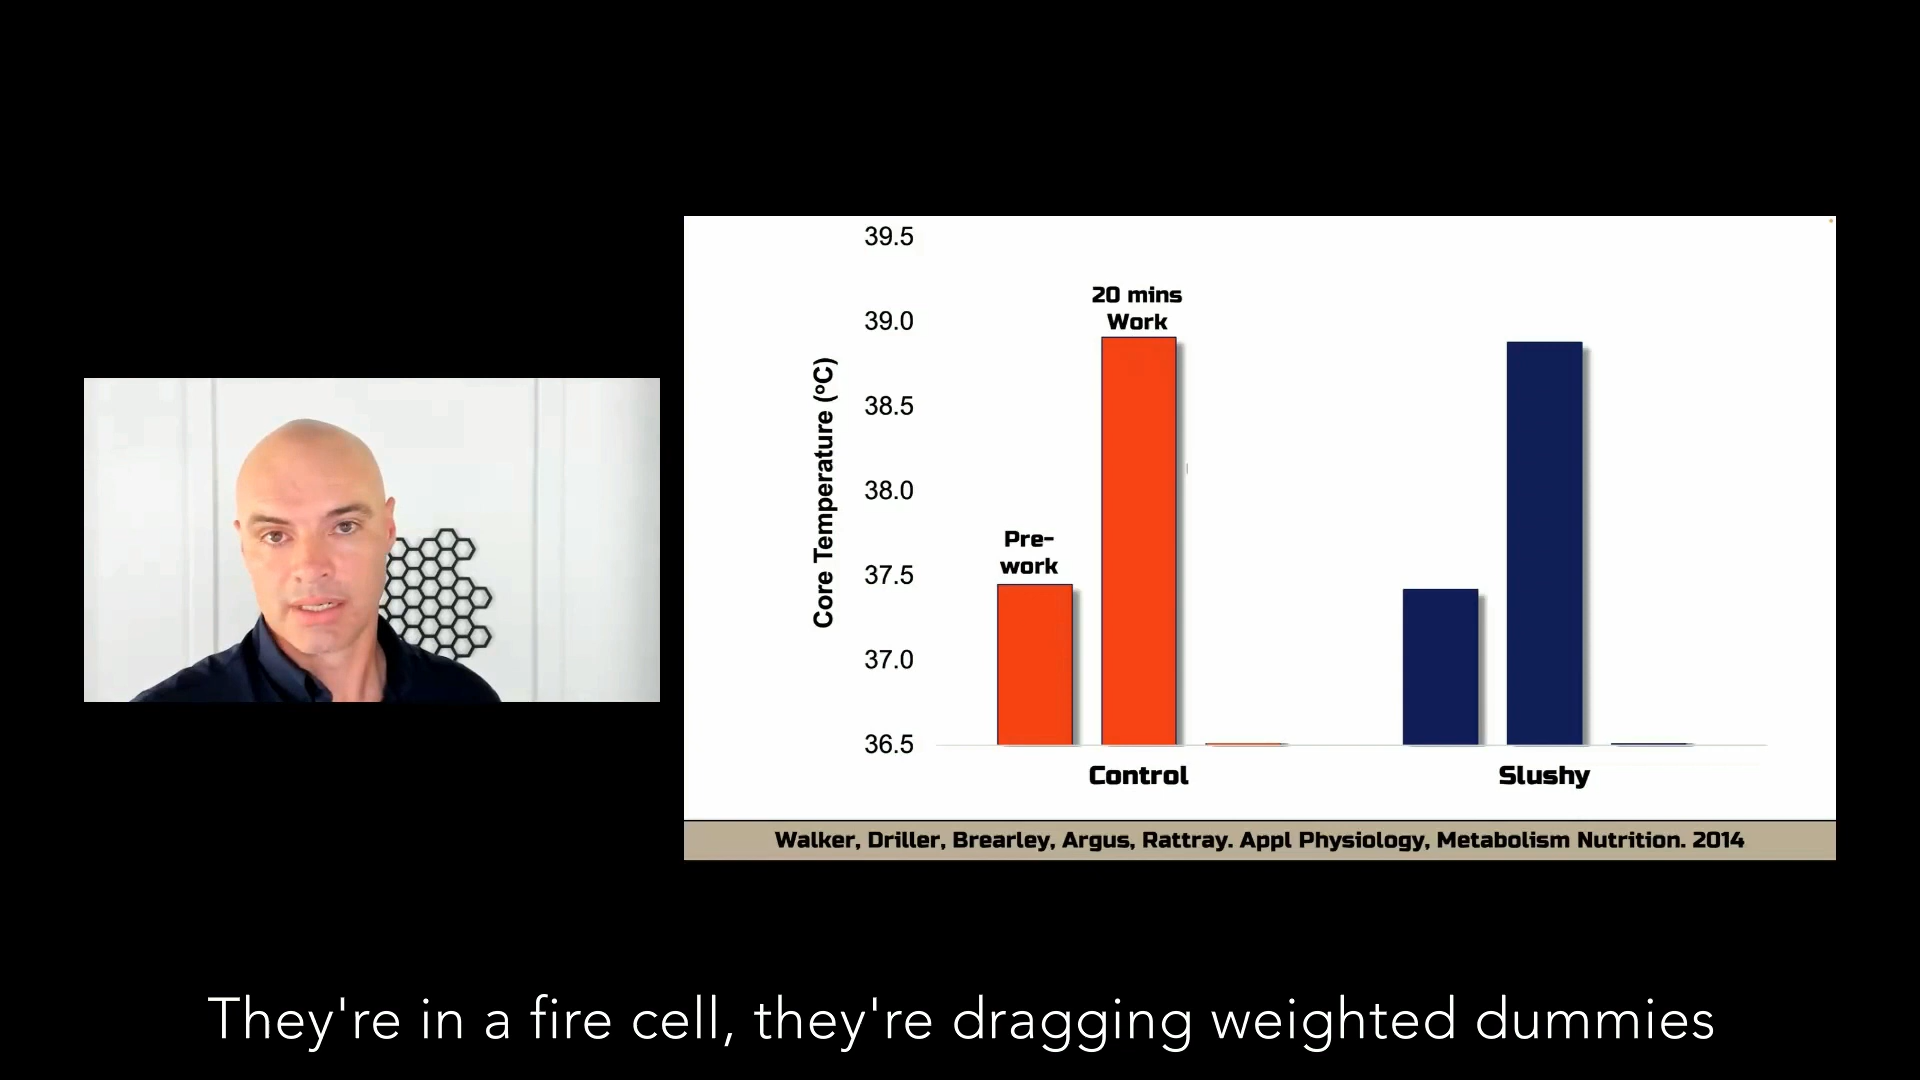 39.5
20 mins
Work
39.0
38.5
38.0
Pre-
work
37.5
37.0
36.5
Core Temperature (°C)
Control
Slushy
Walker, Driller, Brearley, Argus, Rattray. Appl Physiology, Metabolism Nutrition. 2014
They're in a fire cell, they're dragging weighted dummies